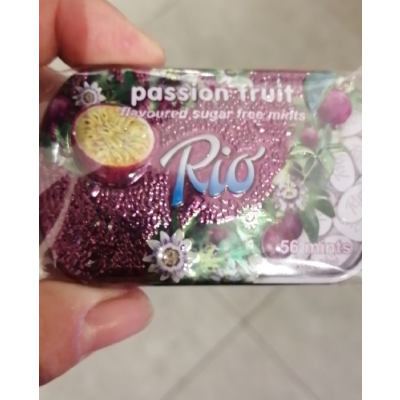 passion fruit
flavoured sugar free mints
Rio
56 mints